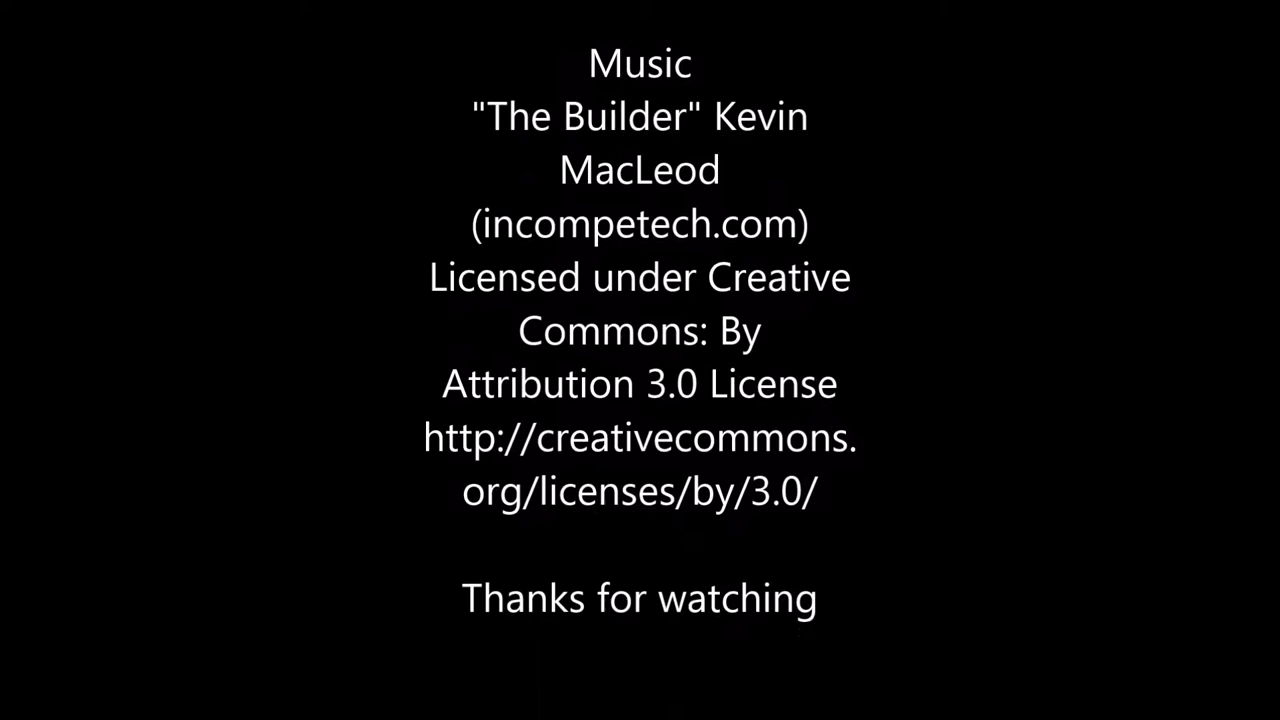 Music
"The Builder" Kevin
MacLeod
(incompetech.com)
Licensed under Creative
Commons: By
Attribution 3.0 License
http://creativecommons.
org/licenses/by/3.0/
Thanks for watching